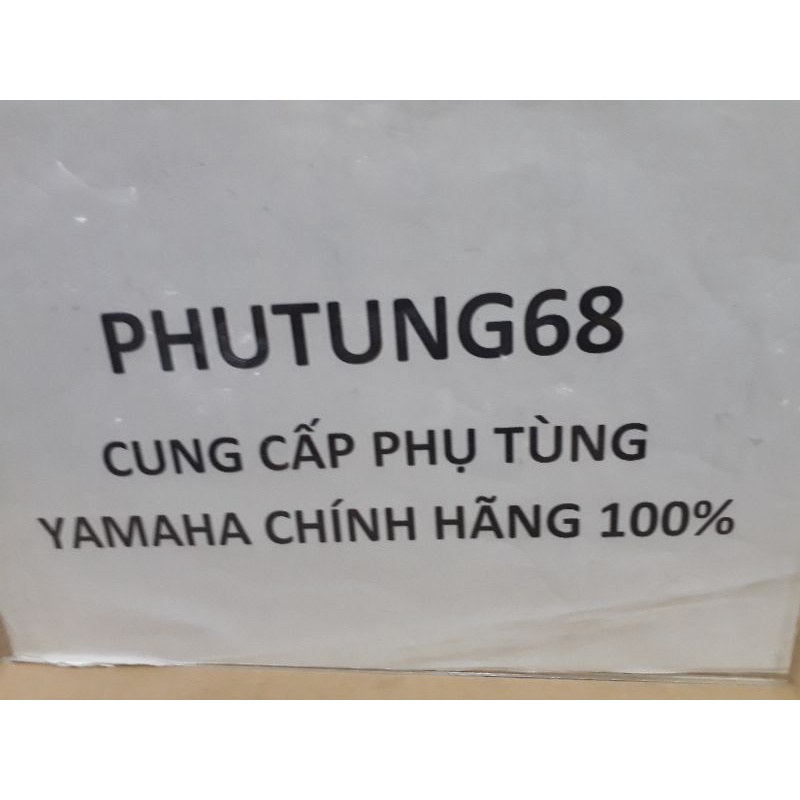 PHUTUNG68
CUNG CẤP PHỤ TÙNG
YAMAHA CHÍNH HÃNG 100%